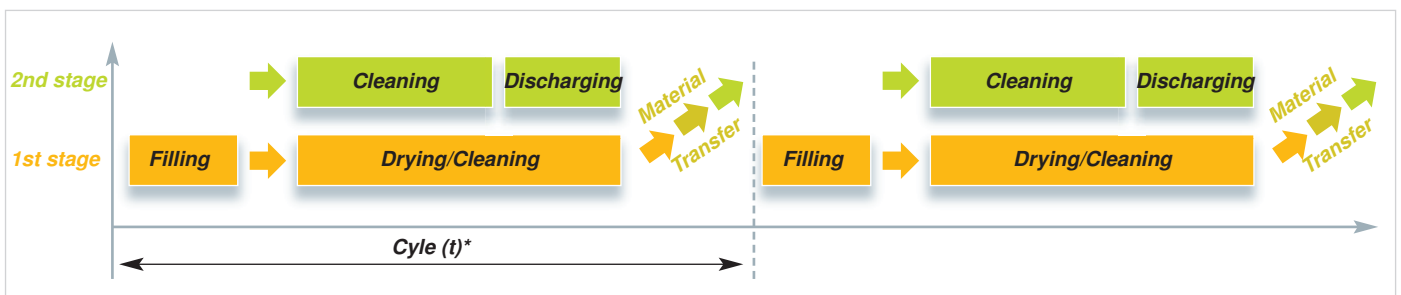 2nd stage
Cleaning
Discharging
Material
Transfer
Cleaning
Discharging
Material
Transfer
1st stage
Filling
Drying/Cleaning
Filling
Drying/Cleaning
Cyle (t)*